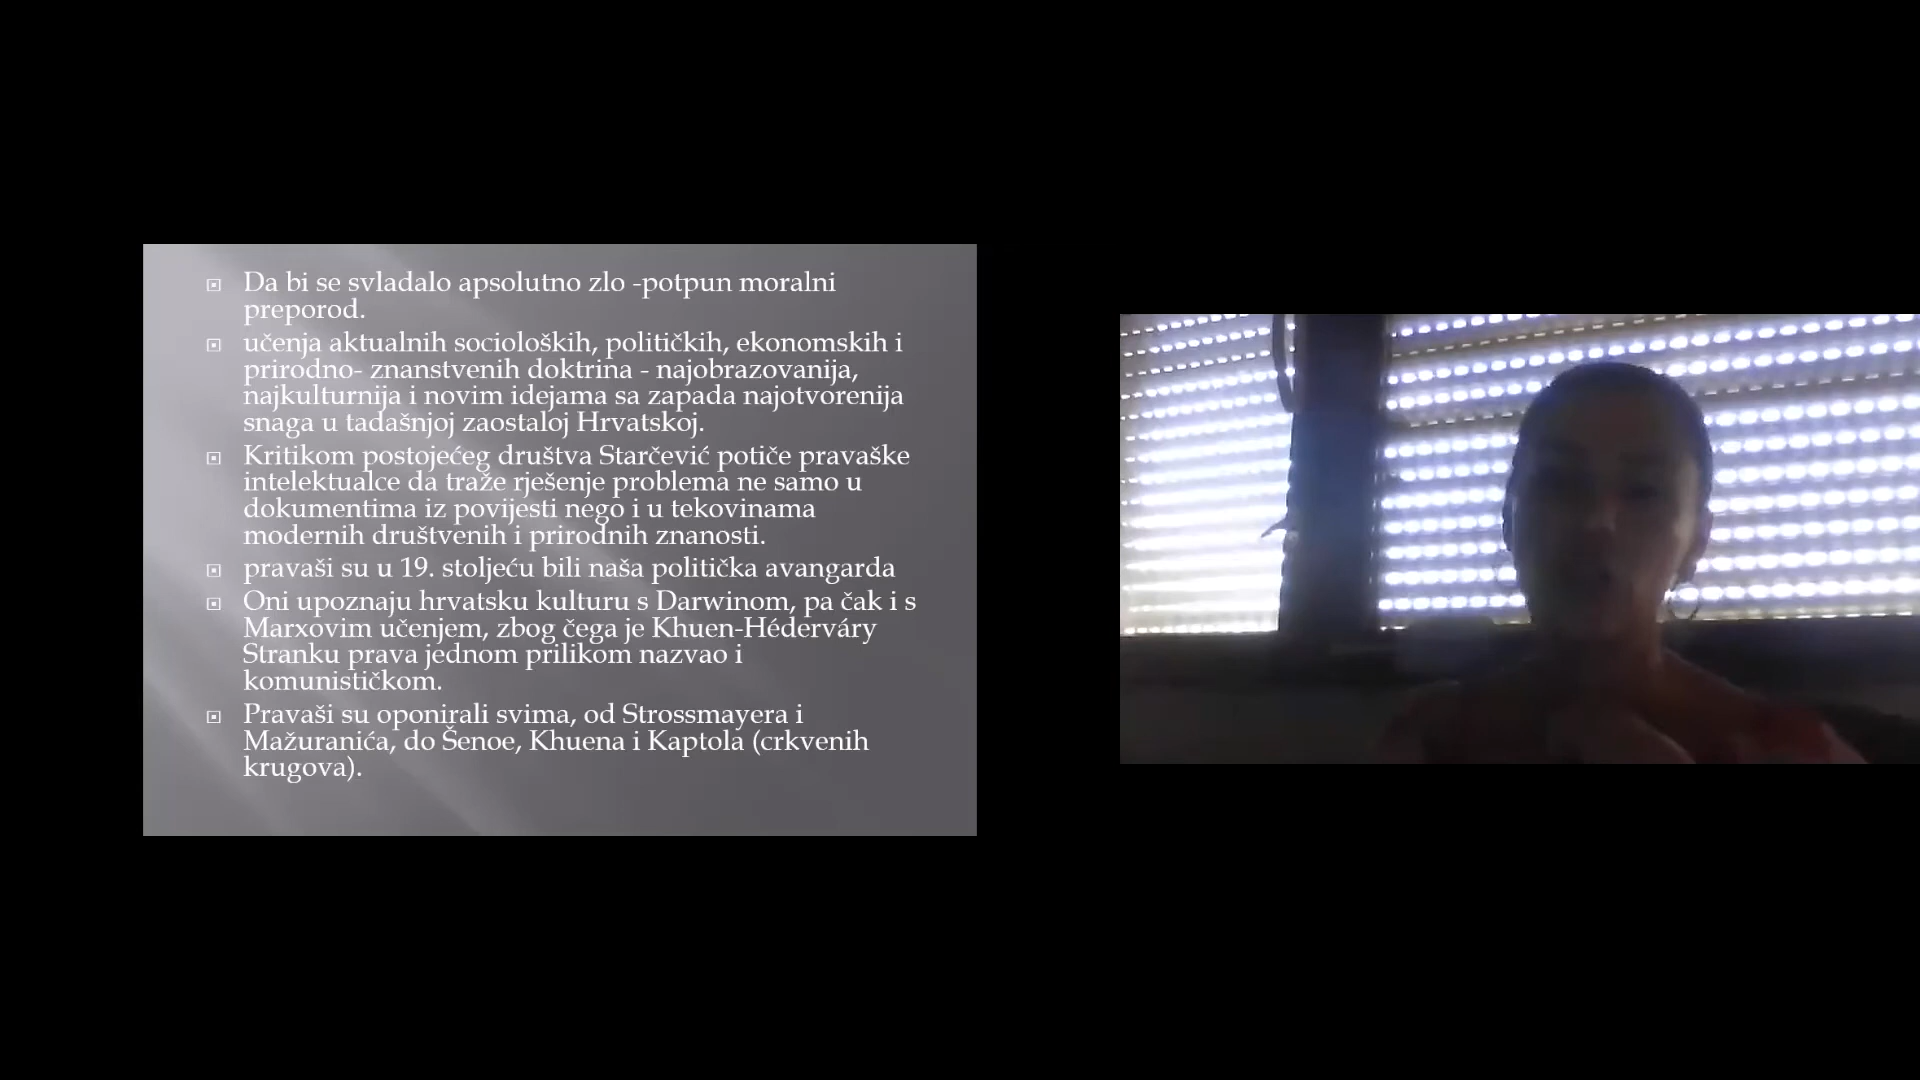 Da bi se svladalo apsolutno zlo -potpun moralni
preporod.
učenja aktualnih socioloških, političkih, ekonomskih i
prirodno- znanstvenih doktrina - najobrazovanija,
najkulturnija i novim idejama sa zapada najotvorenija
snaga u tadašnjoj zaostaloj Hrvatskoj.
Kritikom postojećeg društva Starčević potiče pravaške
intelektualce da traže rješenje problema ne samo u
dokumentima iz povijesti nego i u tekovinama
modernih društvenih i prirodnih znanosti.
pravaši su u 19. stoljeću bili naša politička avangarda
Oni upoznaju hrvatsku kulturu s Darwinom, pa čak i s
Marxovim učenjem, zbog čega je Khuen-Héderváry
Stranku prava jednom prilikom nazvao i
komunističkom.
Pravaši su oponirali svima, od Strossmayera i
Mažuranića, do Šenoe, Khuena i Kaptola (crkvenih
krugova).